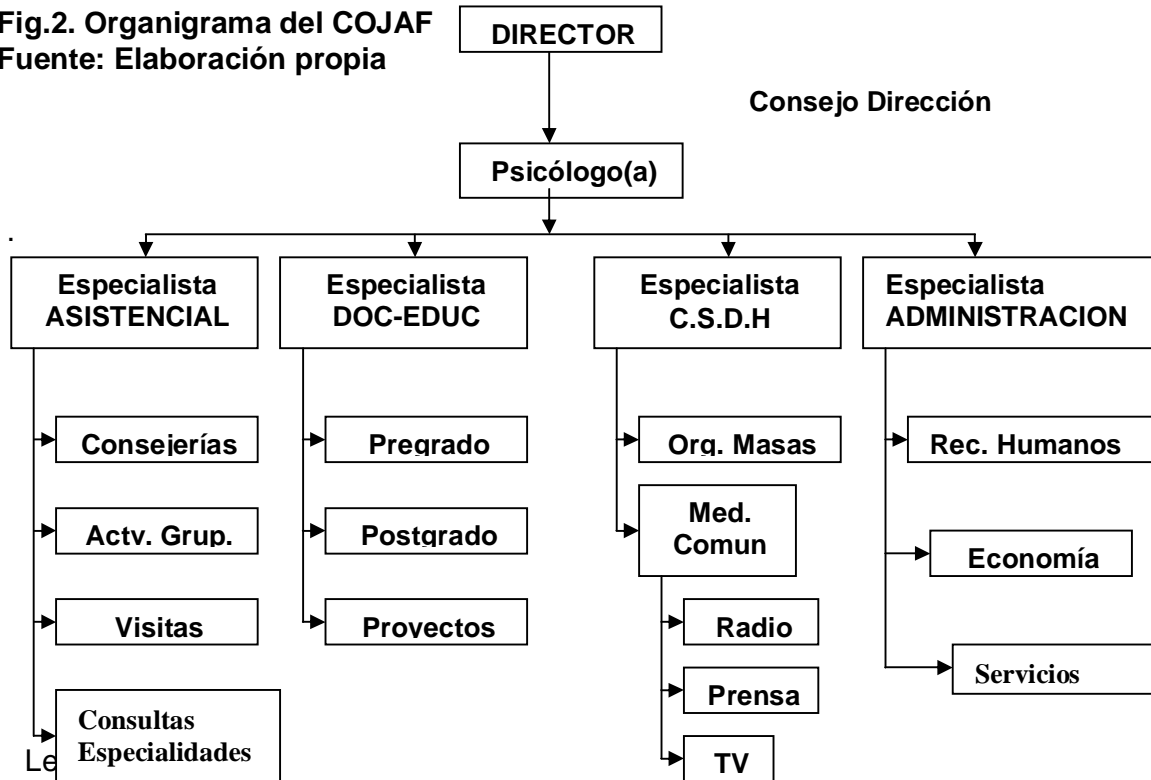 Fig.2. Organigrama del COJAF
Fuente: Elaboración propia
DIRECTOR
Consejo Dirección
Psicólogo(a)
.
Especialista
ASISTENCIAL
Especialista
DOC-EDUC
Especialista
C.S.D.H
Especialista
ADMINISTRACION
Consejerías
Pregrado
Org. Masas
Rec. Humanos
Actv. Grup.
Postgrado
Med.
Comun
Economía
Visitas
Proyectos
Radio
Servicios
Prensa
Consultas
Especialidades
Le
TV